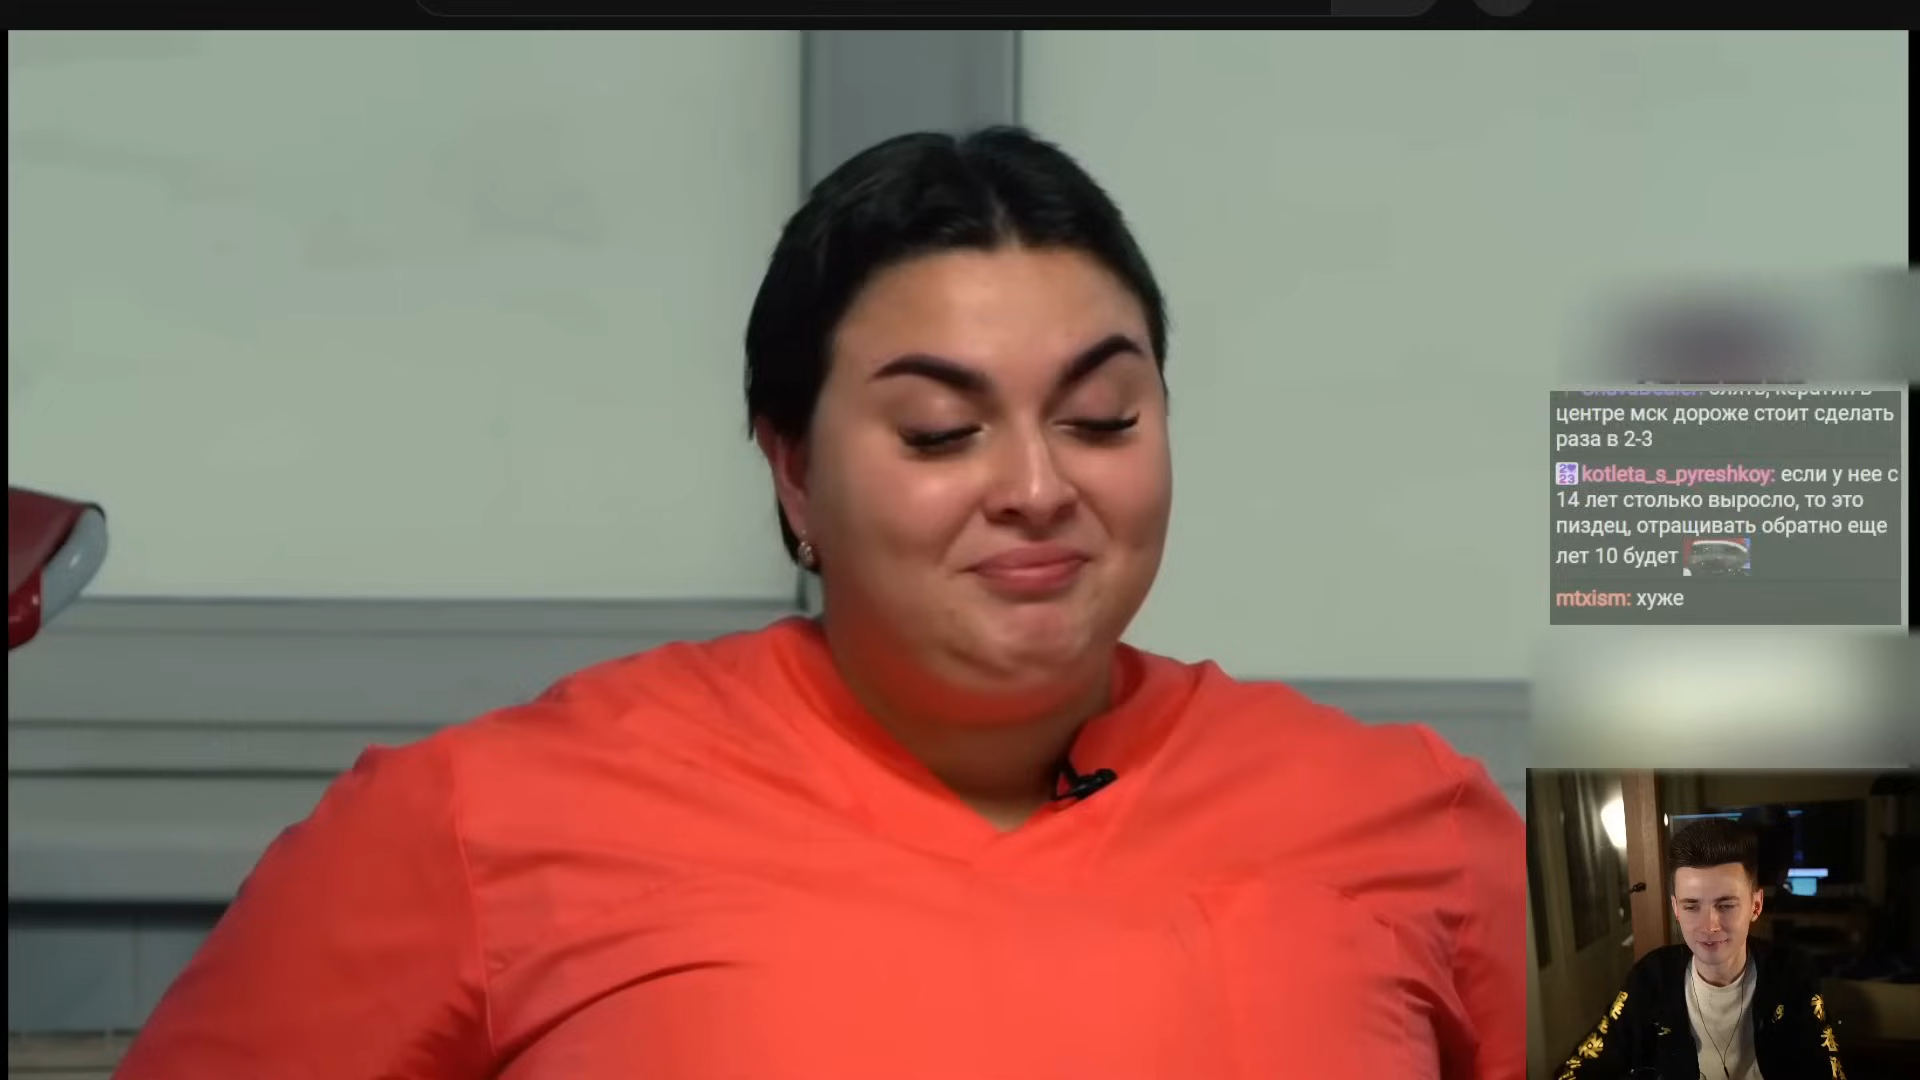 центре мск дороже стоит сделать
раза в 2-3
kotleta_s_pyreshkoy: если у нее с
14 лет столько выросло, то это
пиздец, отращивать обратно еще
лет 10 будет
mtxism: хуже